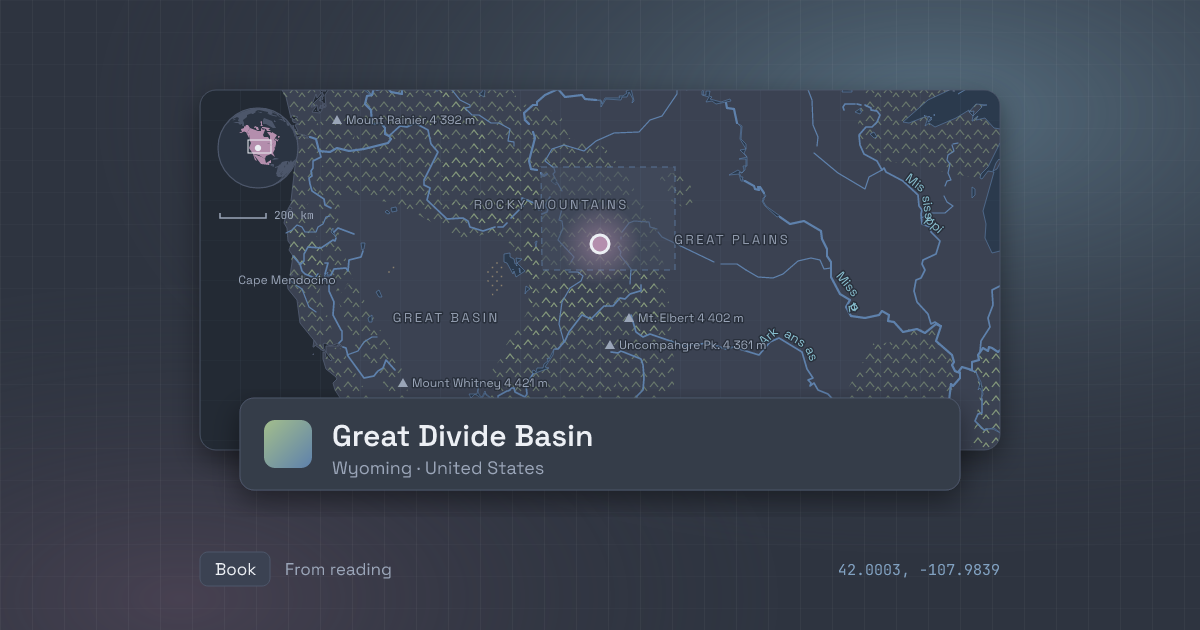 Mount Rainier 4 392 m
200 km
ROCKY MOUNTAINS
Mis sis sippi
GREAT PLAINS
Cape Mendocino
Miss
GREAT BASIN
Mt. Elbert 4 402 m
Uncompahgre Pk. 4 361 m
Ark ans as
Mount Whitney 4 421 m
Great Divide Basin
Wyoming · United States
Book
From reading
42.0003, -107.9839